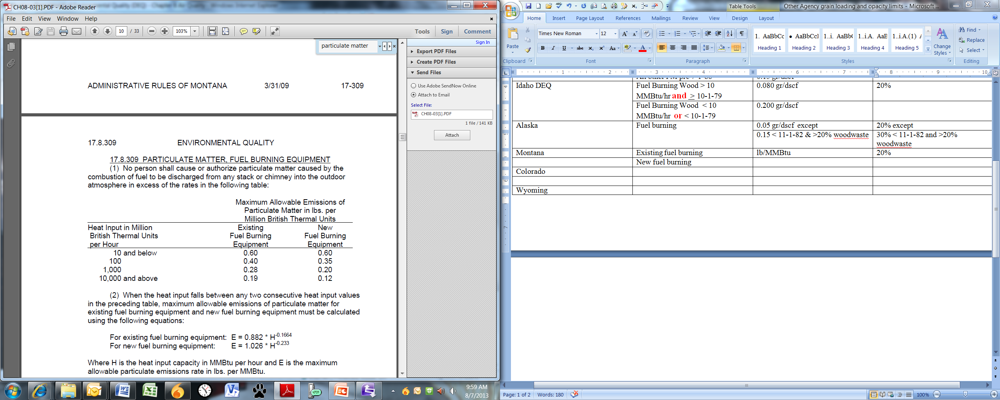 CH08-03[1].PDF - Adobe Reader
File Edit View Window Help
10 / 33 103% Tools Sign Comment
particulate matter
Sign In
Export PDF Files
Create PDF Files
Send Files
Use Adobe SendNow Online
Attach to Email
Select File:
CH08-03[1].PDF
1 file / 141 KB
Attach
ADMINISTRATIVE RULES OF MONTANA 3/31/09 17-309
17.8.309 ENVIRONMENTAL QUALITY
17.8.309 PARTICULATE MATTER, FUEL BURNING EQUIPMENT
(1) No person shall cause or authorize particulate matter caused by the
combustion of fuel to be discharged from any stack or chimney into the outdoor
atmosphere in excess of the rates in the following table:
Maximum Allowable Emissions of
Particulate Matter in lbs. per
Million British Thermal Units
Heat Input in Million Existing New
British Thermal Units Fuel Burning Fuel Burning
per Hour Equipment Equipment
10 and below 0.60 0.60
100 0.40 0.35
1,000 0.28 0.20
10,000 and above 0.19 0.12
(2) When the heat input falls between any two consecutive heat input values
in the preceding table, maximum allowable emissions of particulate matter for
existing fuel burning equipment and new fuel burning equipment must be calculated
using the following equations:
For existing fuel burning equipment: E = 0.882 * H-0.1664
For new fuel burning equipment: E = 1.026 * H-0.233
Where H is the heat input capacity in MMBtu per hour and E is the maximum
allowable particulate emissions rate in lbs. per MMBtu.
9:59 AM
8/7/2013
Table Tools Other Agency grain loading and opacity limits - Microsoft ...
Home Insert Page Layout References Mailings Review View Design Layout
Paste
Clipboard
Times New Roman 12
B I U abc x₂ x² Aa
Font
Paragraph
1. AaBbCc AaBbCcI 1..i. AaBb( 1..i.A. AaE 1..i.A.(1) A
Heading 1 Heading 2 Heading 3 Heading 4 Heading 5
Change
Styles
Styles
Find
Replace
Select
Editing
1 2 3 4 6 7 8 9 10
Idaho DEQ Fuel Burning Wood > 10 0.080 gr/dscf 20%
MMBtu/hr and > 10-1-79
Fuel Burning Wood < 10 0.200 gr/dscf
MMBtu/hr or < 10-1-79
Alaska Fuel burning 0.05 gr/dscf except 20% except
0.15 < 11-1-82 & >20% woodwaste 30% < 11-1-82 and >20%
woodwaste
Montana Existing fuel burning lb/MMBtu 20%
New fuel burning
Colorado
Wyoming
Page: 1 of 2 Words: 180 100%